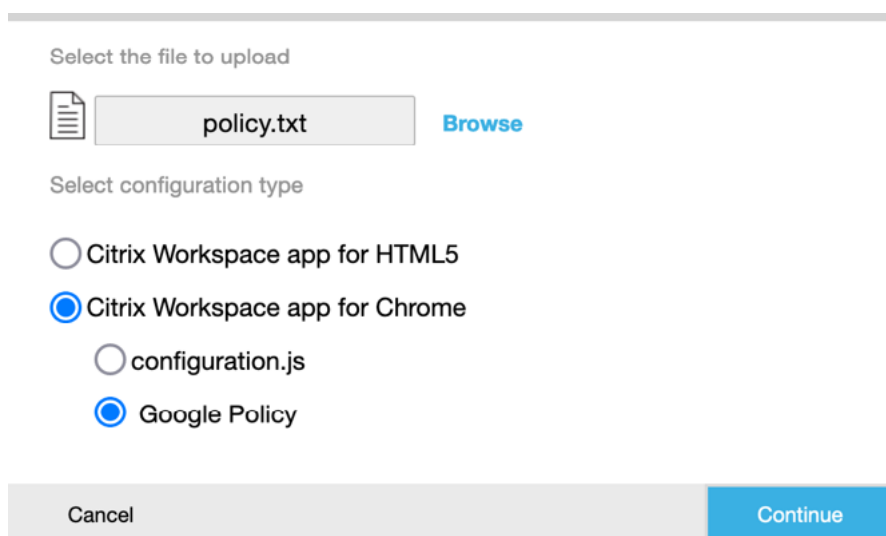 Select the file to upload
policy.txt Browse
Select configuration type
Citrix Workspace app for HTML5
Citrix Workspace app for Chrome
configuration.js
Google Policy
Cancel Continue